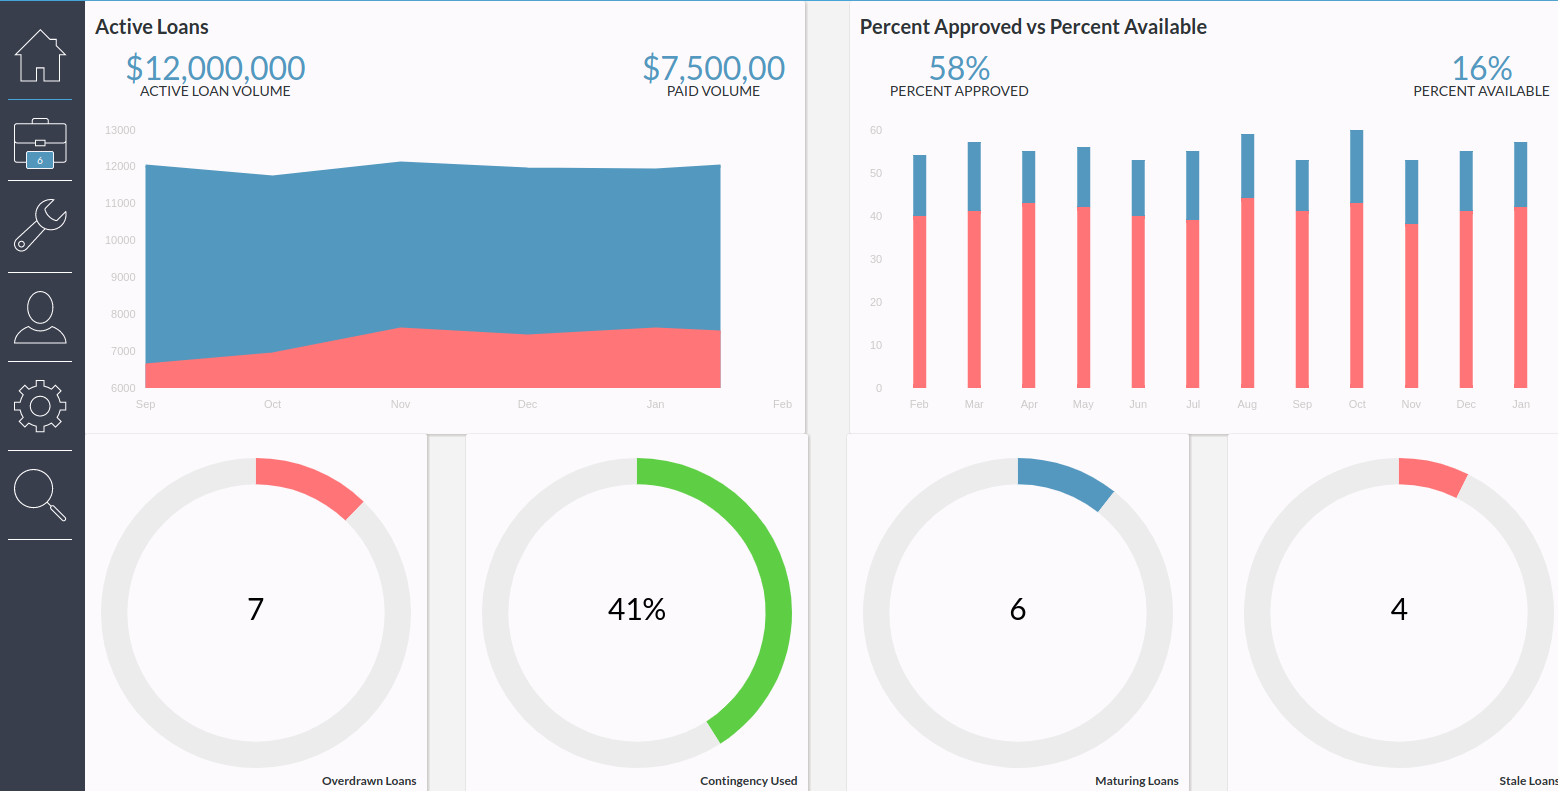 Active Loans
$12,000,000
ACTIVE LOAN VOLUME
$7,500,00
PAID VOLUME
13000
12000
11000
10000
9000
8000
7000
6000
Sep Oct Nov Dec Jan Feb
Percent Approved vs Percent Available
58%
PERCENT APPROVED
16%
PERCENT AVAILABLE
60
50
40
30
20
10
0
Feb Mar Apr May Jun Jul Aug Sep Oct Nov Dec Jan
6
7
Overdrawn Loans
41%
Contingency Used
6
Maturing Loans
4
Stale Loans